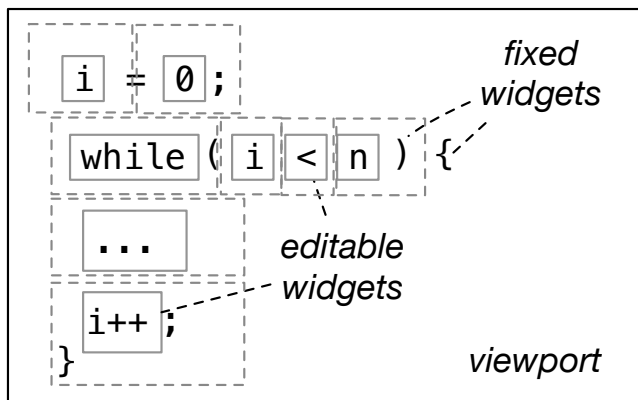 i = 0;
fixed
widgets
while ( i < n ) {
...
editable
widgets
i++ ;
}
viewport